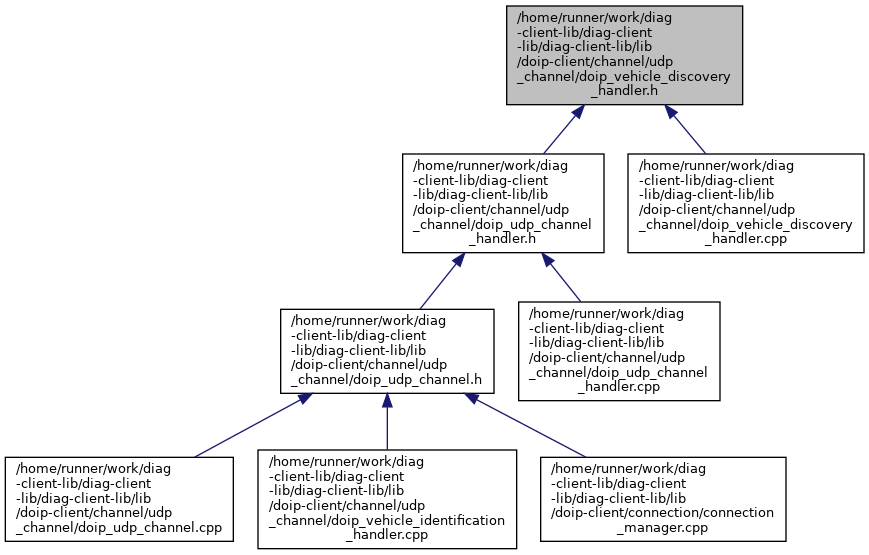 /home/runner/work/diag
-client-lib/diag-client
-lib/diag-client-lib/lib
/doip-client/channel/udp
_channel/doip_vehicle_discovery
_handler.h
/home/runner/work/diag
-client-lib/diag-client
-lib/diag-client-lib/lib
/doip-client/channel/udp
_channel/doip_udp_channel
_handler.h
/home/runner/work/diag
-client-lib/diag-client
-lib/diag-client-lib/lib
/doip-client/channel/udp
_channel/doip_vehicle_discovery
_handler.cpp
/home/runner/work/diag
-client-lib/diag-client
-lib/diag-client-lib/lib
/doip-client/channel/udp
_channel/doip_udp_channel.h
/home/runner/work/diag
-client-lib/diag-client
-lib/diag-client-lib/lib
/doip-client/channel/udp
_channel/doip_udp_channel
_handler.cpp
/home/runner/work/diag
-client-lib/diag-client
-lib/diag-client-lib/lib
/doip-client/channel/udp
_channel/doip_udp_channel.cpp
/home/runner/work/diag
-client-lib/diag-client
-lib/diag-client-lib/lib
/doip-client/channel/udp
_channel/doip_vehicle_identification
_handler.cpp
/home/runner/work/diag
-client-lib/diag-client
-lib/diag-client-lib/lib
/doip-client/connection/connection
_manager.cpp